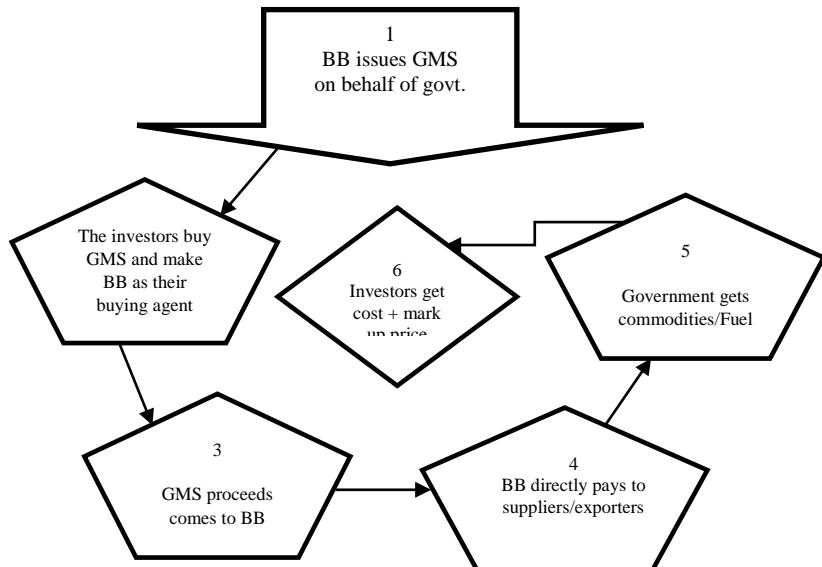 1
BB issues GMS
on behalf of govt.
The investors buy
GMS and make
BB as their
buying agent
3
GMS proceeds
comes to BB
4
BB directly pays to
suppliers/exporters
5
Government gets
commodities/Fuel
6
Investors get
cost + mark
up price